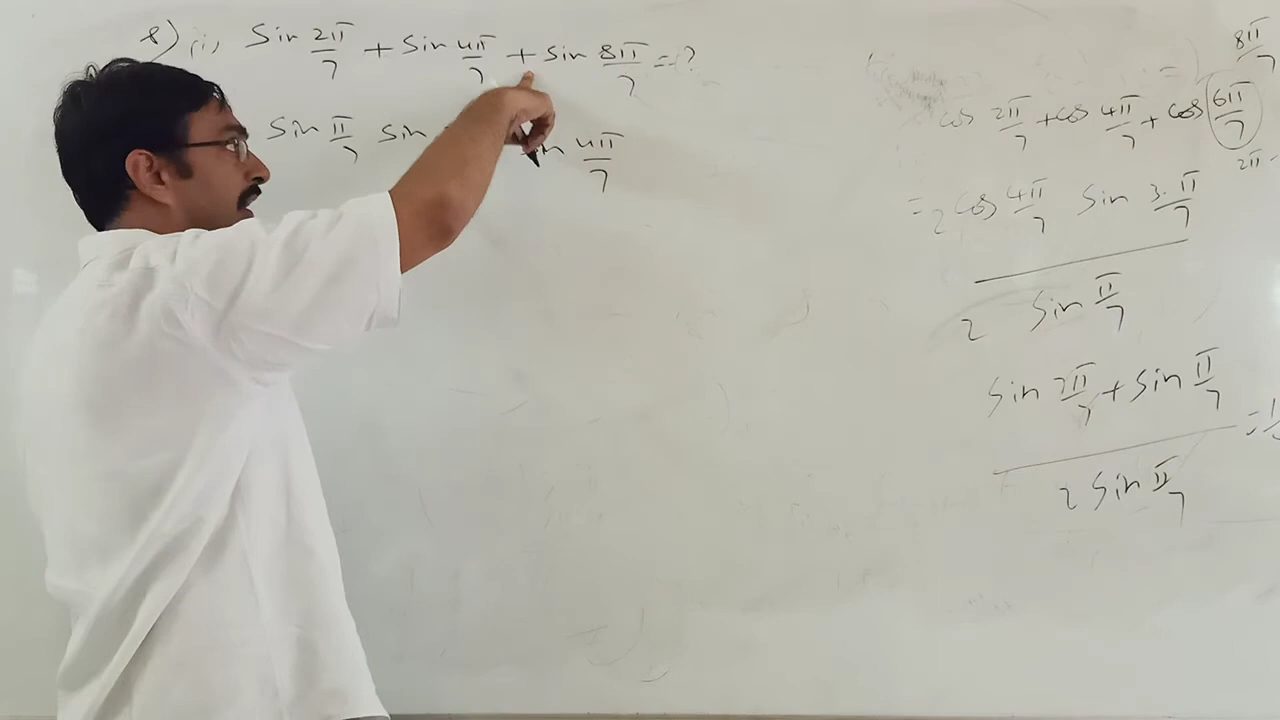 8) (i) sin 2π/7 + sin 4π/7 + sin 8π/7 = ?
sin π/7 sin 4π/7
8π/7
=
cos 2π/7 + cos 4π/7 + cos 6π/7
2π -
= 2 cos 4π/7 sin 3.π/7
2 sin π/7
sin 2π/7 + sin π/7
= 1/
2 sin π/7